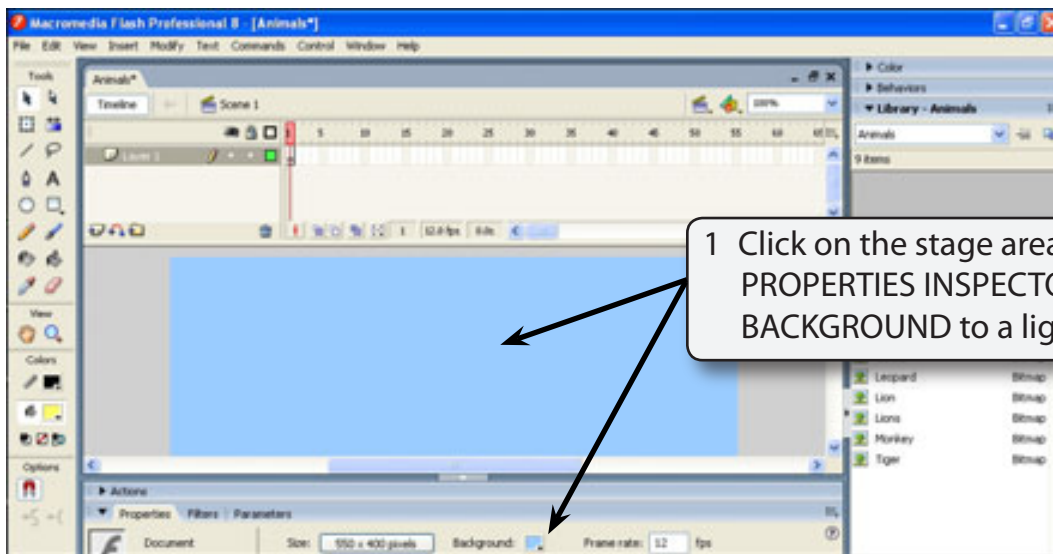 Macromedia Flash Professional 8 - [Animals*]
File Edit View Insert Modify Text Commands Control Window Help
Tools
Animals*
Color
Behaviors
Library - Animals
Timeline
Scene 1
100%
Animals
9 items
1 5 10 15 20 25 30 35 40 45 50 55 60 65
Layer 1
1 12.0 fps 0.0s
View
Colors
Options
1 Click on the stage area
PROPERTIES INSPECTO
BACKGROUND to a lig
Leopard Bitmap
Lion Bitmap
Lions Bitmap
Monkey Bitmap
Tiger Bitmap
Actions
Properties Filters Parameters
Document Size: 550 x 400 pixels Background: Frame rate: 12 fps